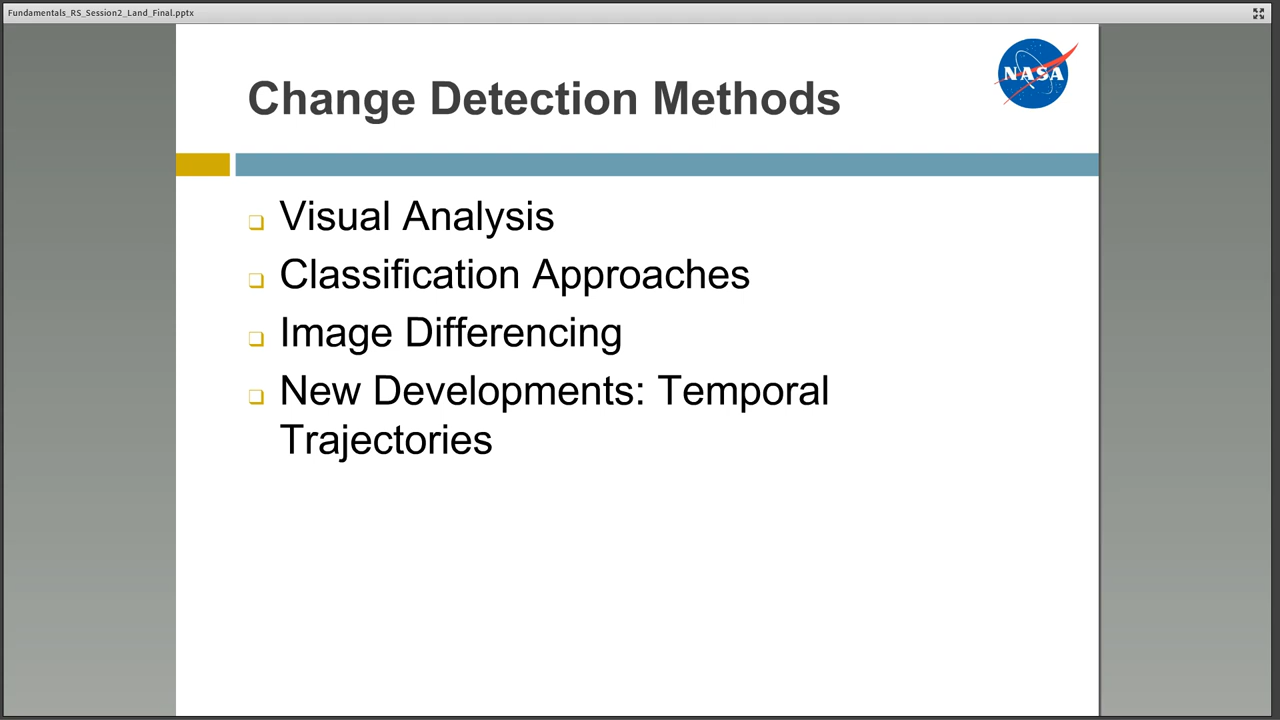 Fundamentals_RS_Session2_Land_Final.pptx
NASA
Change Detection Methods
Visual Analysis
Classification Approaches
Image Differencing
New Developments: Temporal
Trajectories